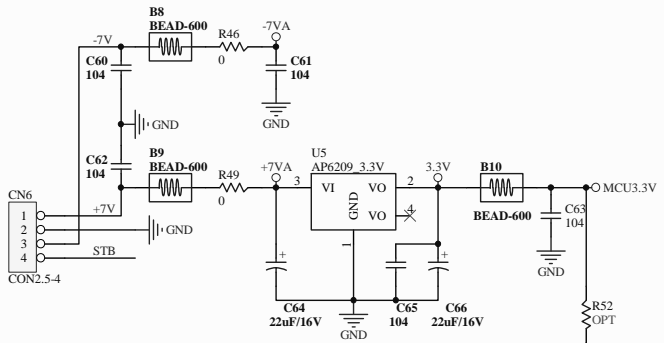 B8
BEAD-600
-7V
R46
0
-7VA
C60
104
C61
104
GND
GND
C62
104
B9
BEAD-600
R49
0
+7VA
U5
AP6209_3.3V
3
VI
VO
2
GND
VO
4
1
3.3V
B10
BEAD-600
MCU3.3V
C63
104
GND
CN6
1
2
3
4
CON2.5-4
+7V
GND
STB
+
C64
22uF/16V
GND
C65
104
+
C66
22uF/16V
R52
OPT